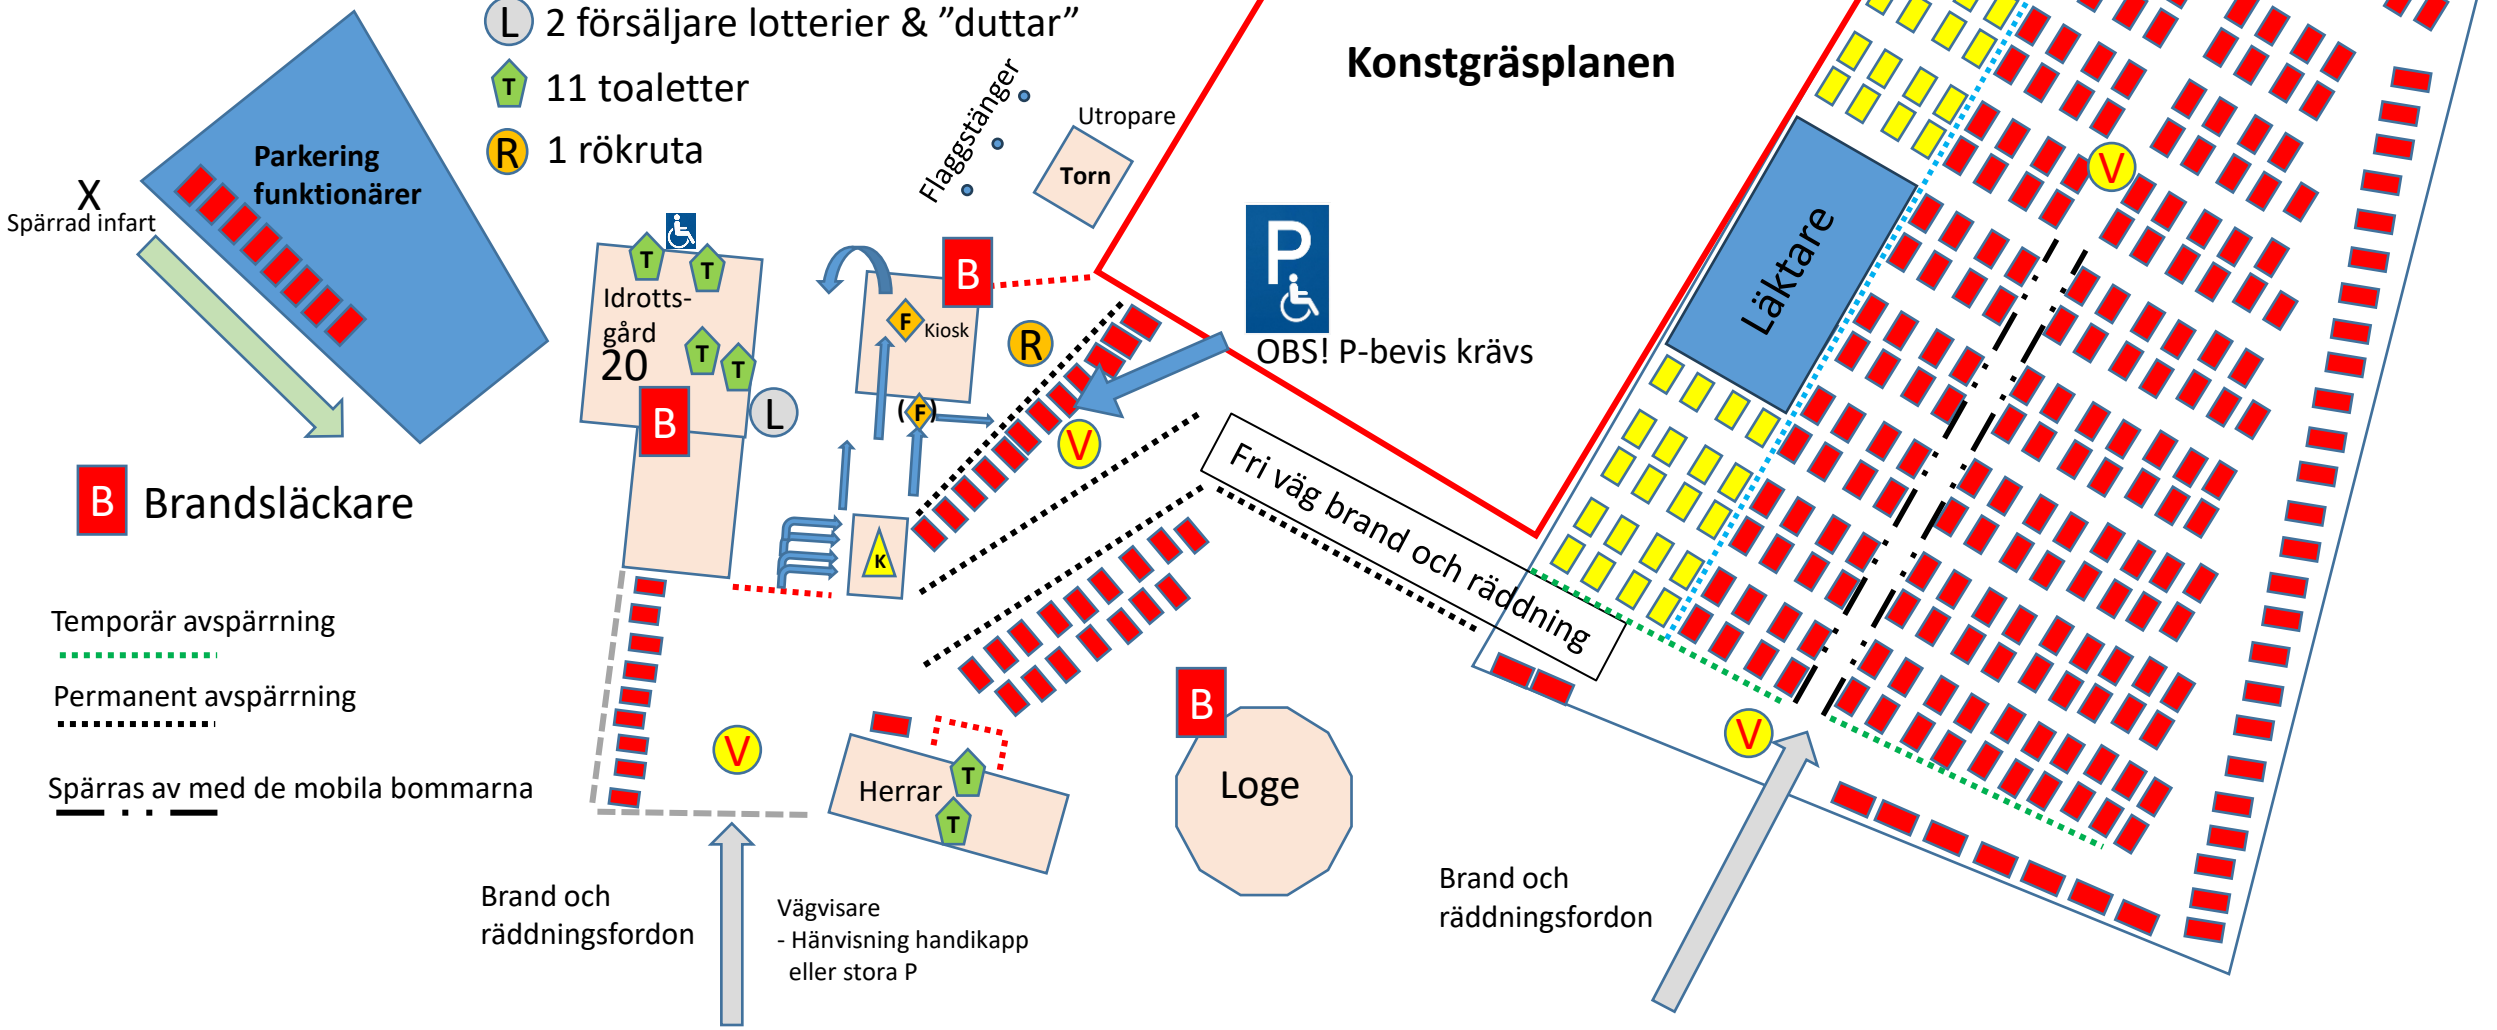 L 2 försäljare lotterier & ”duttar”
T 11 toaletter
R 1 rökruta
Konstgräsplanen
Flaggstänger
Utropare
Torn
Parkering
funktionärer
X
Spärrad infart
T
T
Idrotts-
gård
20
T
T
B
L
B
F
Kiosk
R
(F)
V
P
OBS! P-bevis krävs
Läktare
V
K
Fri väg brand och räddning
B Brandsläckare
Temporär avspärrning
Permanent avspärrning
Spärras av med de mobila bommarna
V
Herrar
T
T
B
Loge
V
Brand och
räddningsfordon
Vägvisare
- Hänvisning handikapp
eller stora P
Brand och
räddningsfordon